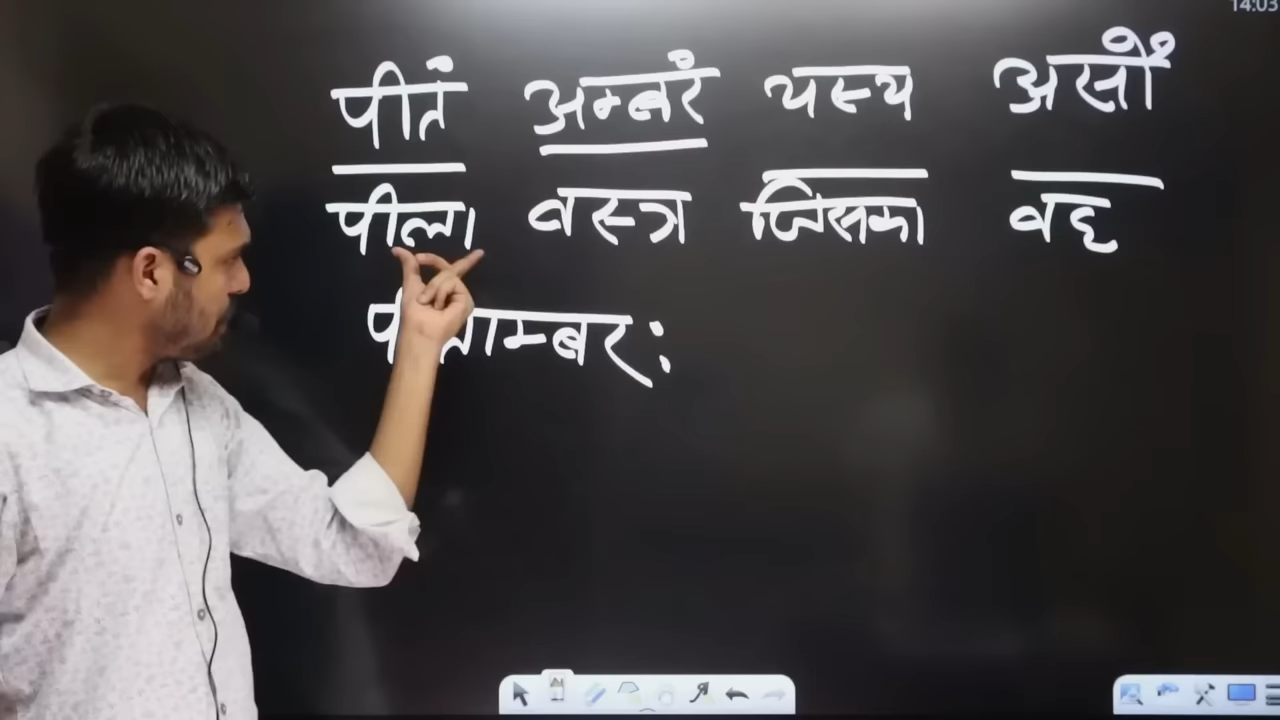 14:03
पीतं अम्बरं यस्य असौ
पीला वस्त्र जिसका वह
पीताम्बर: